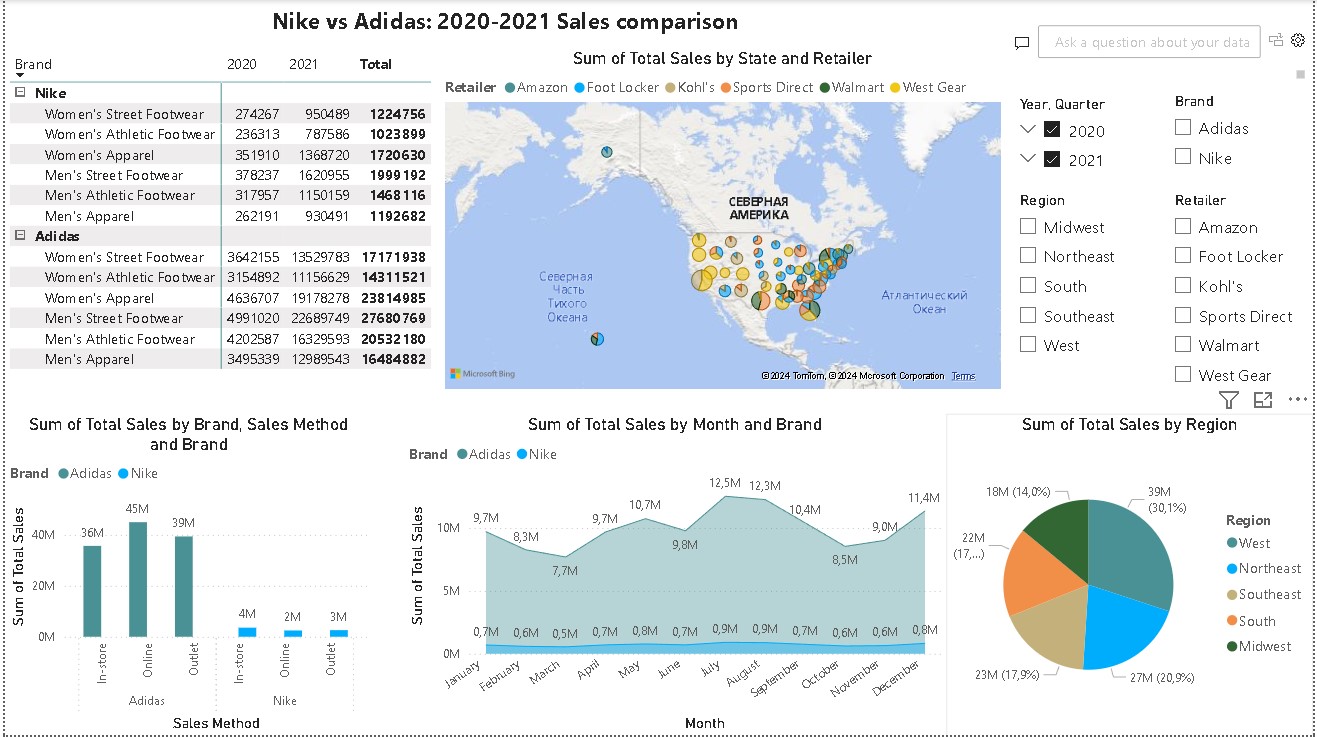 Nike vs Adidas: 2020-2021 Sales comparison
Ask a question about your data
Brand 2020 2021 Total
Nike
Women's Street Footwear 274267 950489 1224756
Women's Athletic Footwear 236313 787586 1023899
Women's Apparel 351910 1368720 1720630
Men's Street Footwear 378237 1620955 1999192
Men's Athletic Footwear 317957 1150159 1468116
Men's Apparel 262191 930491 1192682
Adidas
Women's Street Footwear 3642155 13529783 17171938
Women's Athletic Footwear 3154892 11156629 14311521
Women's Apparel 4636707 19178278 23814985
Men's Street Footwear 4991020 22689749 27680769
Men's Athletic Footwear 4202587 16329593 20532180
Men's Apparel 3495339 12989543 16484882
Sum of Total Sales by State and Retailer
Retailer Amazon Foot Locker Kohl's Sports Direct Walmart West Gear
СЕВЕРНАЯ
АМЕРИКА
Северная
Часть
Тихого
Океана
Атлантический
Океан
Microsoft Bing
©2024 TomTom, ©2024 Microsoft Corporation Terms
Year, Quarter
2020
2021
Brand
Adidas
Nike
Region
Midwest
Northeast
South
Southeast
West
Retailer
Amazon
Foot Locker
Kohl's
Sports Direct
Walmart
West Gear
Sum of Total Sales by Brand, Sales Method
and Brand
Brand Adidas Nike
Sum of Total Sales
40M
20M
0M
36M
45M
39M
4M
2M
3M
In-store
Online
Outlet
In-store
Online
Outlet
Adidas
Nike
Sales Method
Sum of Total Sales by Month and Brand
Brand Adidas Nike
Sum of Total Sales
10M
5M
0M
9,7M
8,3M
7,7M
9,7M
10,7M
9,8M
12,5M
12,3M
10,4M
8,5M
9,0M
11,4M
0,7M
0,6M
0,5M
0,7M
0,8M
0,7M
0,9M
0,9M
0,7M
0,6M
0,6M
0,8M
January
February
March
April
May
June
July
August
September
October
November
December
Month
Sum of Total Sales by Region
18M (14,0%)
39M
(30,1%)
22M
(17,...)
23M (17,9%)
27M (20,9%)
Region
West
Northeast
Southeast
South
Midwest